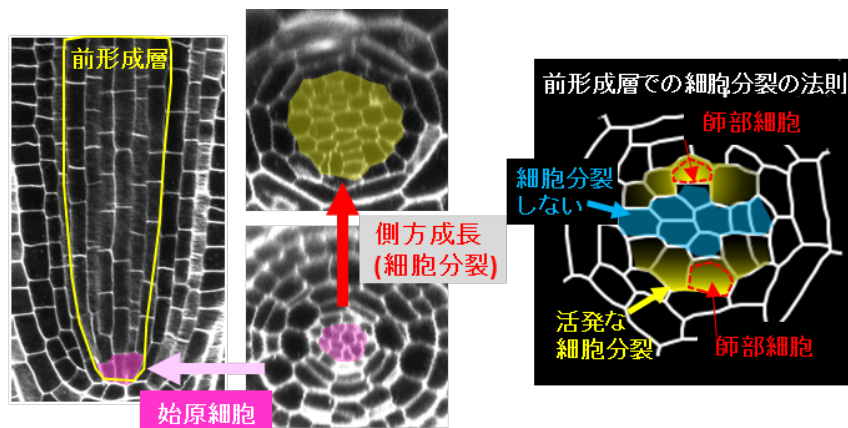 前形成層
始原細胞
側方成長
(細胞分裂)
前形成層での細胞分裂の法則
師部細胞
細胞分裂
しない
活発な
細胞分裂
師部細胞